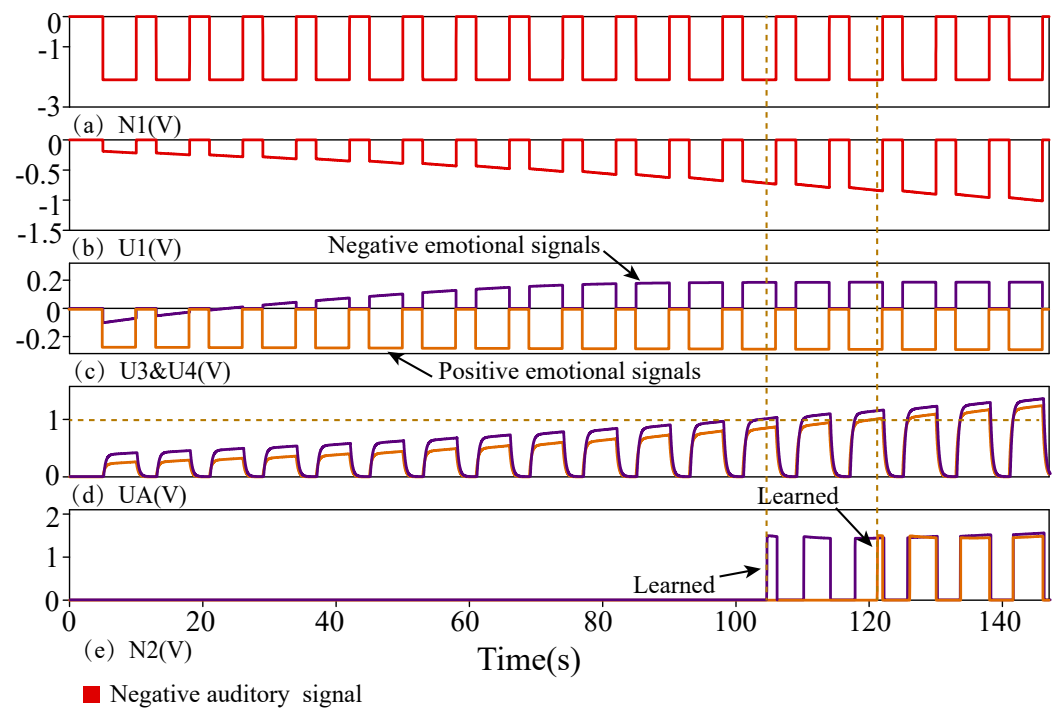 0
-1
-3
(a) N1(V)
0
-0.5
-1
-1.5
(b) U1(V)
Negative emotional signals
0.2
0
-0.2
(c) U3&U4(V)
Positive emotional signals
1
0
(d) UA(V)
Learned
2
1
0
Learned
0 20 40 60 80 100 120 140
(e) N2(V)
Time(s)
Negative auditory signal